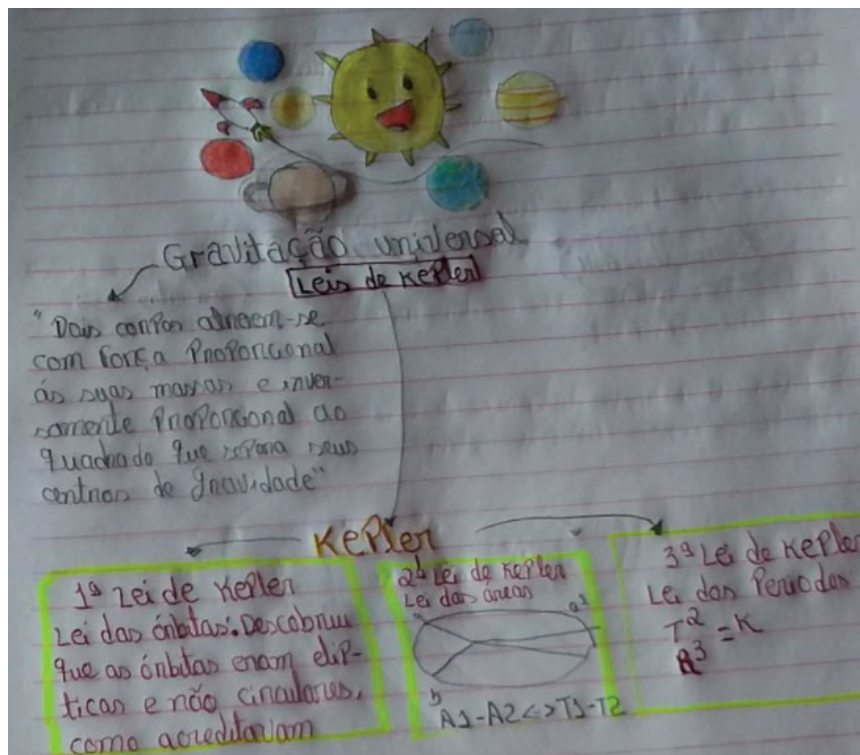 Gravitação universal
Leis de Kepler
"Dois corpos atraem-se
com força Proporcional
ás suas massas e inver-
samente Proporcional ao
quadrado que separa seus
centros de gravidade"
Kepler
1ª Lei de Kepler
Lei das órbitas. Descobriu
que as órbitas eram elíp-
ticas e não circulares,
como acreditavam
2ª Lei de Kepler
Lei das áreas
b
A1-A2<->T1-T2
3ª Lei de Kepler
Lei dos Periodos
T² = K
R³